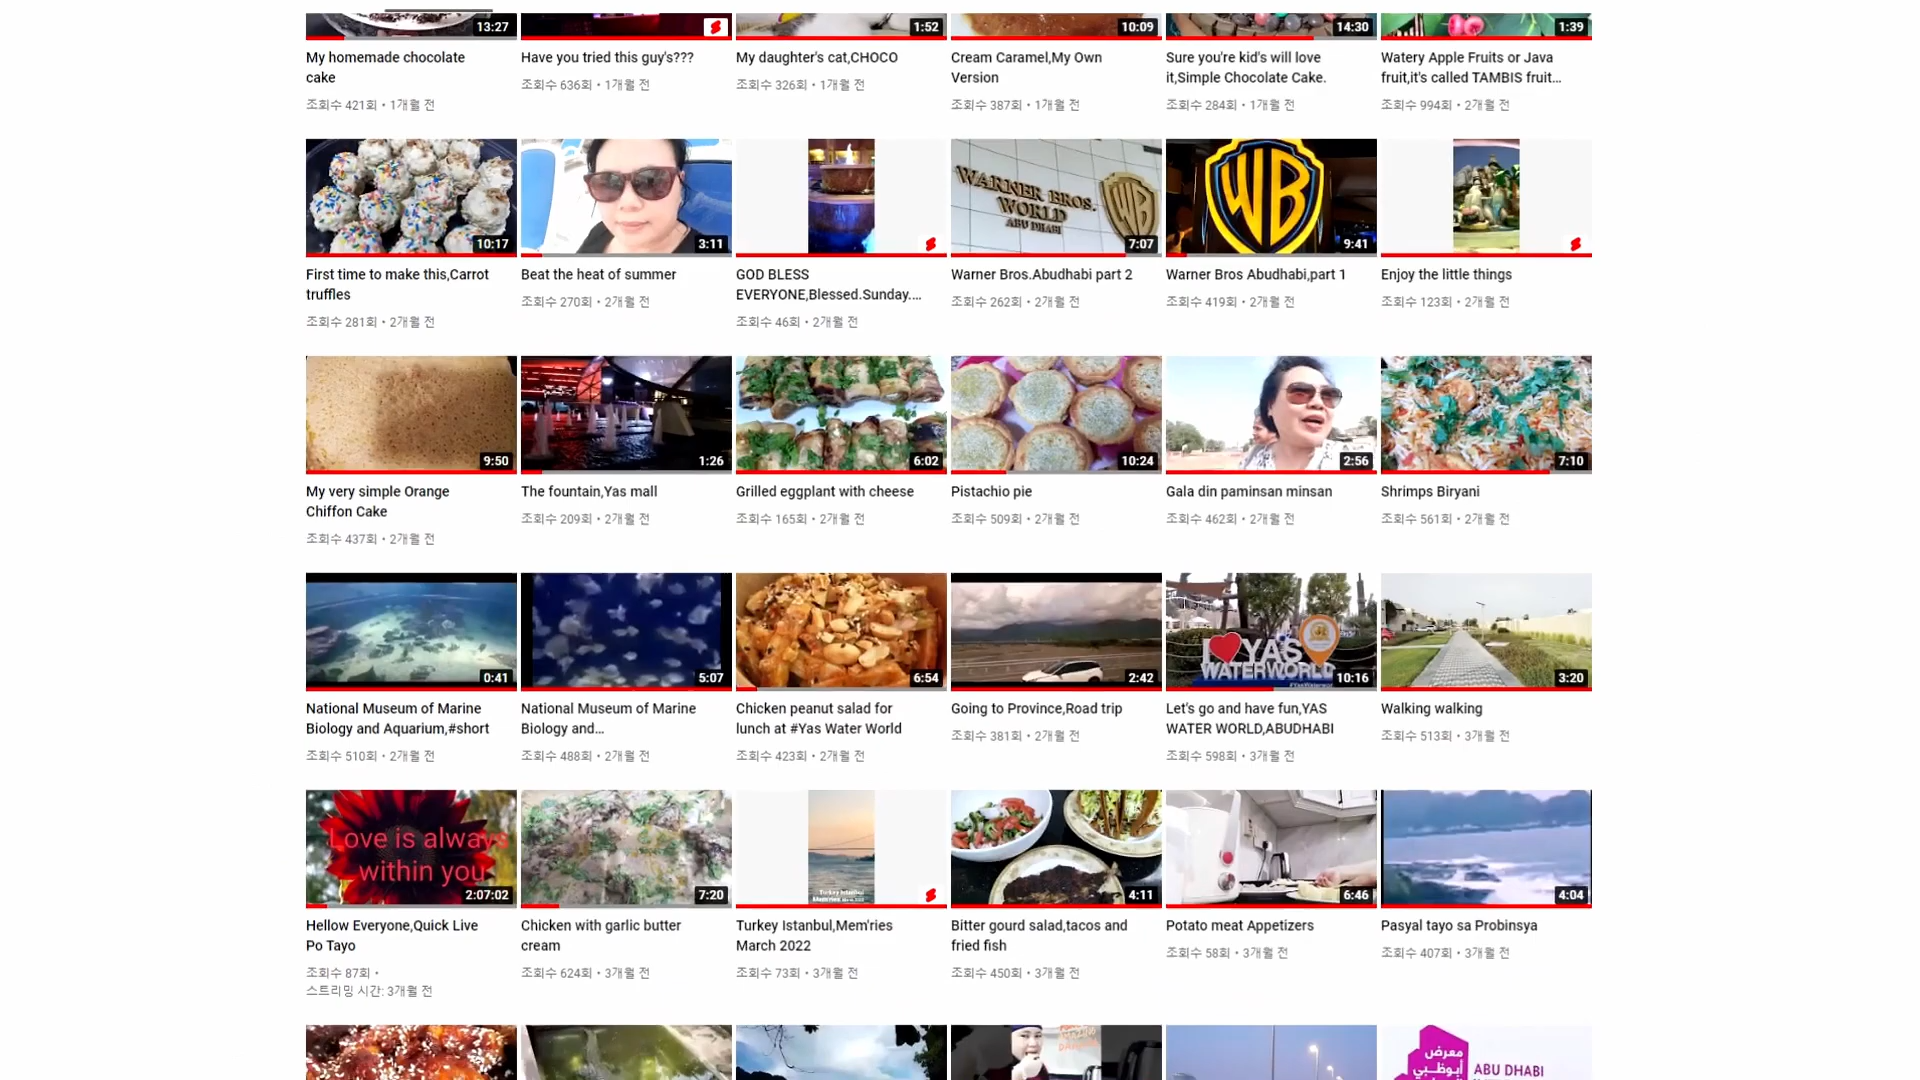 13:27
1:52
10:09
14:30
1:39
My homemade chocolate
cake
조회수 421회 • 1개월 전
Have you tried this guy's???
조회수 636회 • 1개월 전
My daughter's cat,CHOCO
조회수 326회 • 1개월 전
Cream Caramel,My Own
Version
조회수 387회 • 1개월 전
Sure you're kid's will love
it,Simple Chocolate Cake.
조회수 284회 • 1개월 전
Watery Apple Fruits or Java
fruit,it's called TAMBIS fruit...
조회수 994회 • 2개월 전
10:17
3:11
WARNER BROS.
WORLD
ABU DHABI
7:07
WB
9:41
First time to make this,Carrot
truffles
조회수 281회 • 2개월 전
Beat the heat of summer
조회수 270회 • 2개월 전
GOD BLESS
EVERYONE,Blessed.Sunday....
조회수 46회 • 2개월 전
Warner Bros.Abudhabi part 2
조회수 262회 • 2개월 전
Warner Bros Abudhabi,part 1
조회수 419회 • 2개월 전
Enjoy the little things
조회수 123회 • 2개월 전
9:50
1:26
6:02
10:24
2:56
7:10
My very simple Orange
Chiffon Cake
조회수 437회 • 2개월 전
The fountain,Yas mall
조회수 209회 • 2개월 전
Grilled eggplant with cheese
조회수 165회 • 2개월 전
Pistachio pie
조회수 509회 • 2개월 전
Gala din paminsan minsan
조회수 462회 • 2개월 전
Shrimps Biryani
조회수 561회 • 2개월 전
0:41
5:07
6:54
2:42
I YAS
WATERWORLD
10:16
3:20
National Museum of Marine
Biology and Aquarium,#short
조회수 510회 • 2개월 전
National Museum of Marine
Biology and...
조회수 488회 • 2개월 전
Chicken peanut salad for
lunch at #Yas Water World
조회수 423회 • 2개월 전
Going to Province,Road trip
조회수 381회 • 2개월 전
Let's go and have fun,YAS
WATER WORLD,ABUDHABI
조회수 598회 • 3개월 전
Walking walking
조회수 513회 • 3개월 전
Love is always
within you
2:07:02
7:20
Turkey Istanbul
4:11
6:46
4:04
Hellow Everyone,Quick Live
Po Tayo
조회수 87회 •
스트리밍 시간: 3개월 전
Chicken with garlic butter
cream
조회수 624회 • 3개월 전
Turkey Istanbul,Mem'ries
March 2022
조회수 73회 • 3개월 전
Bitter gourd salad,tacos and
fried fish
조회수 450회 • 3개월 전
Potato meat Appetizers
조회수 58회 • 3개월 전
Pasyal tayo sa Probinsya
조회수 407회 • 3개월 전
معرض
أبوظبي
ABU DHABI